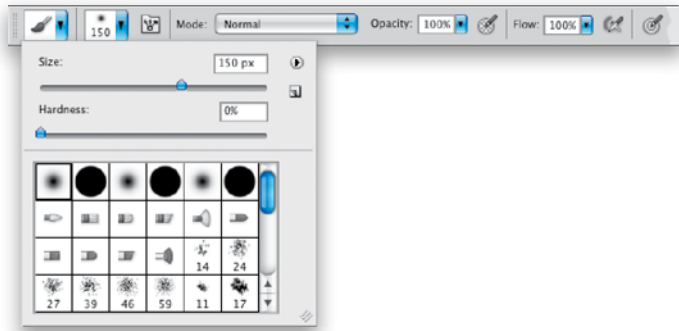 150 Mode: Normal Opacity: 100% Flow: 100%
Size: 150 px
Hardness: 0%
14 24
27 39 46 59 11 17